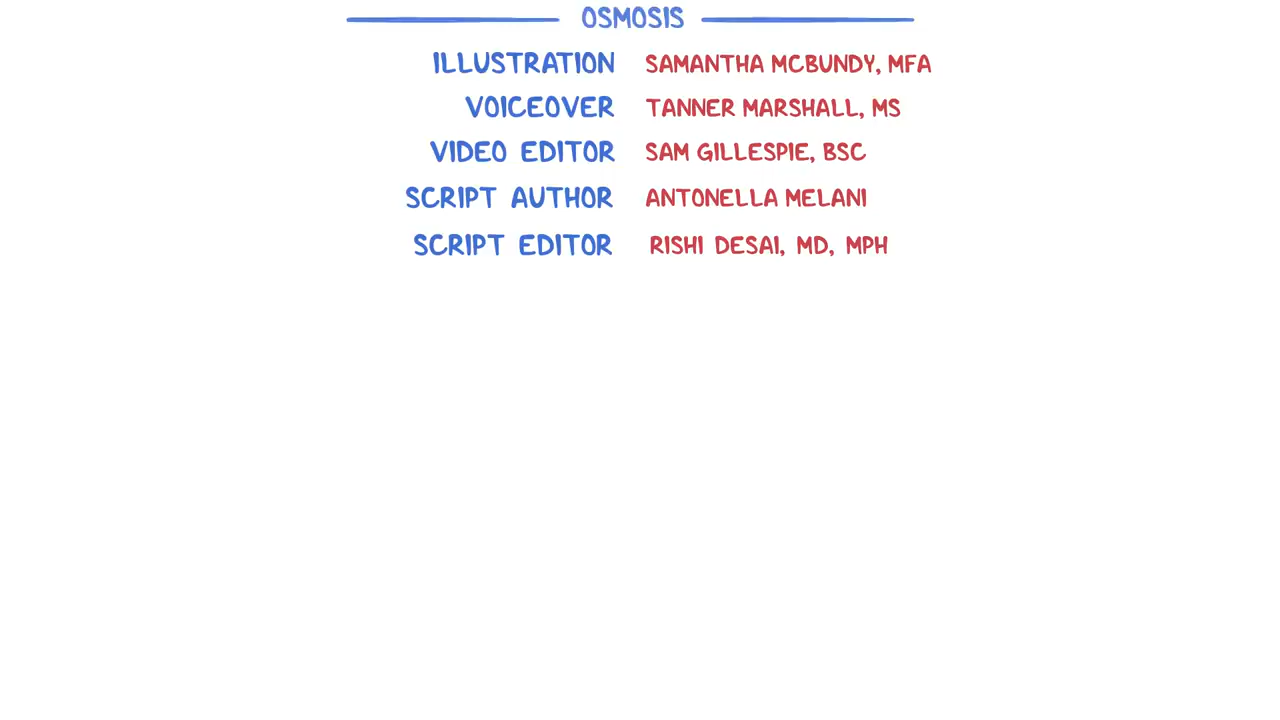 OSMOSIS
ILLUSTRATION SAMANTHA MCBUNDY, MFA
VOICEOVER TANNER MARSHALL, MS
VIDEO EDITOR SAM GILLESPIE, BSC
SCRIPT AUTHOR ANTONELLA MELANI
SCRIPT EDITOR RISHI DESAI, MD, MPH